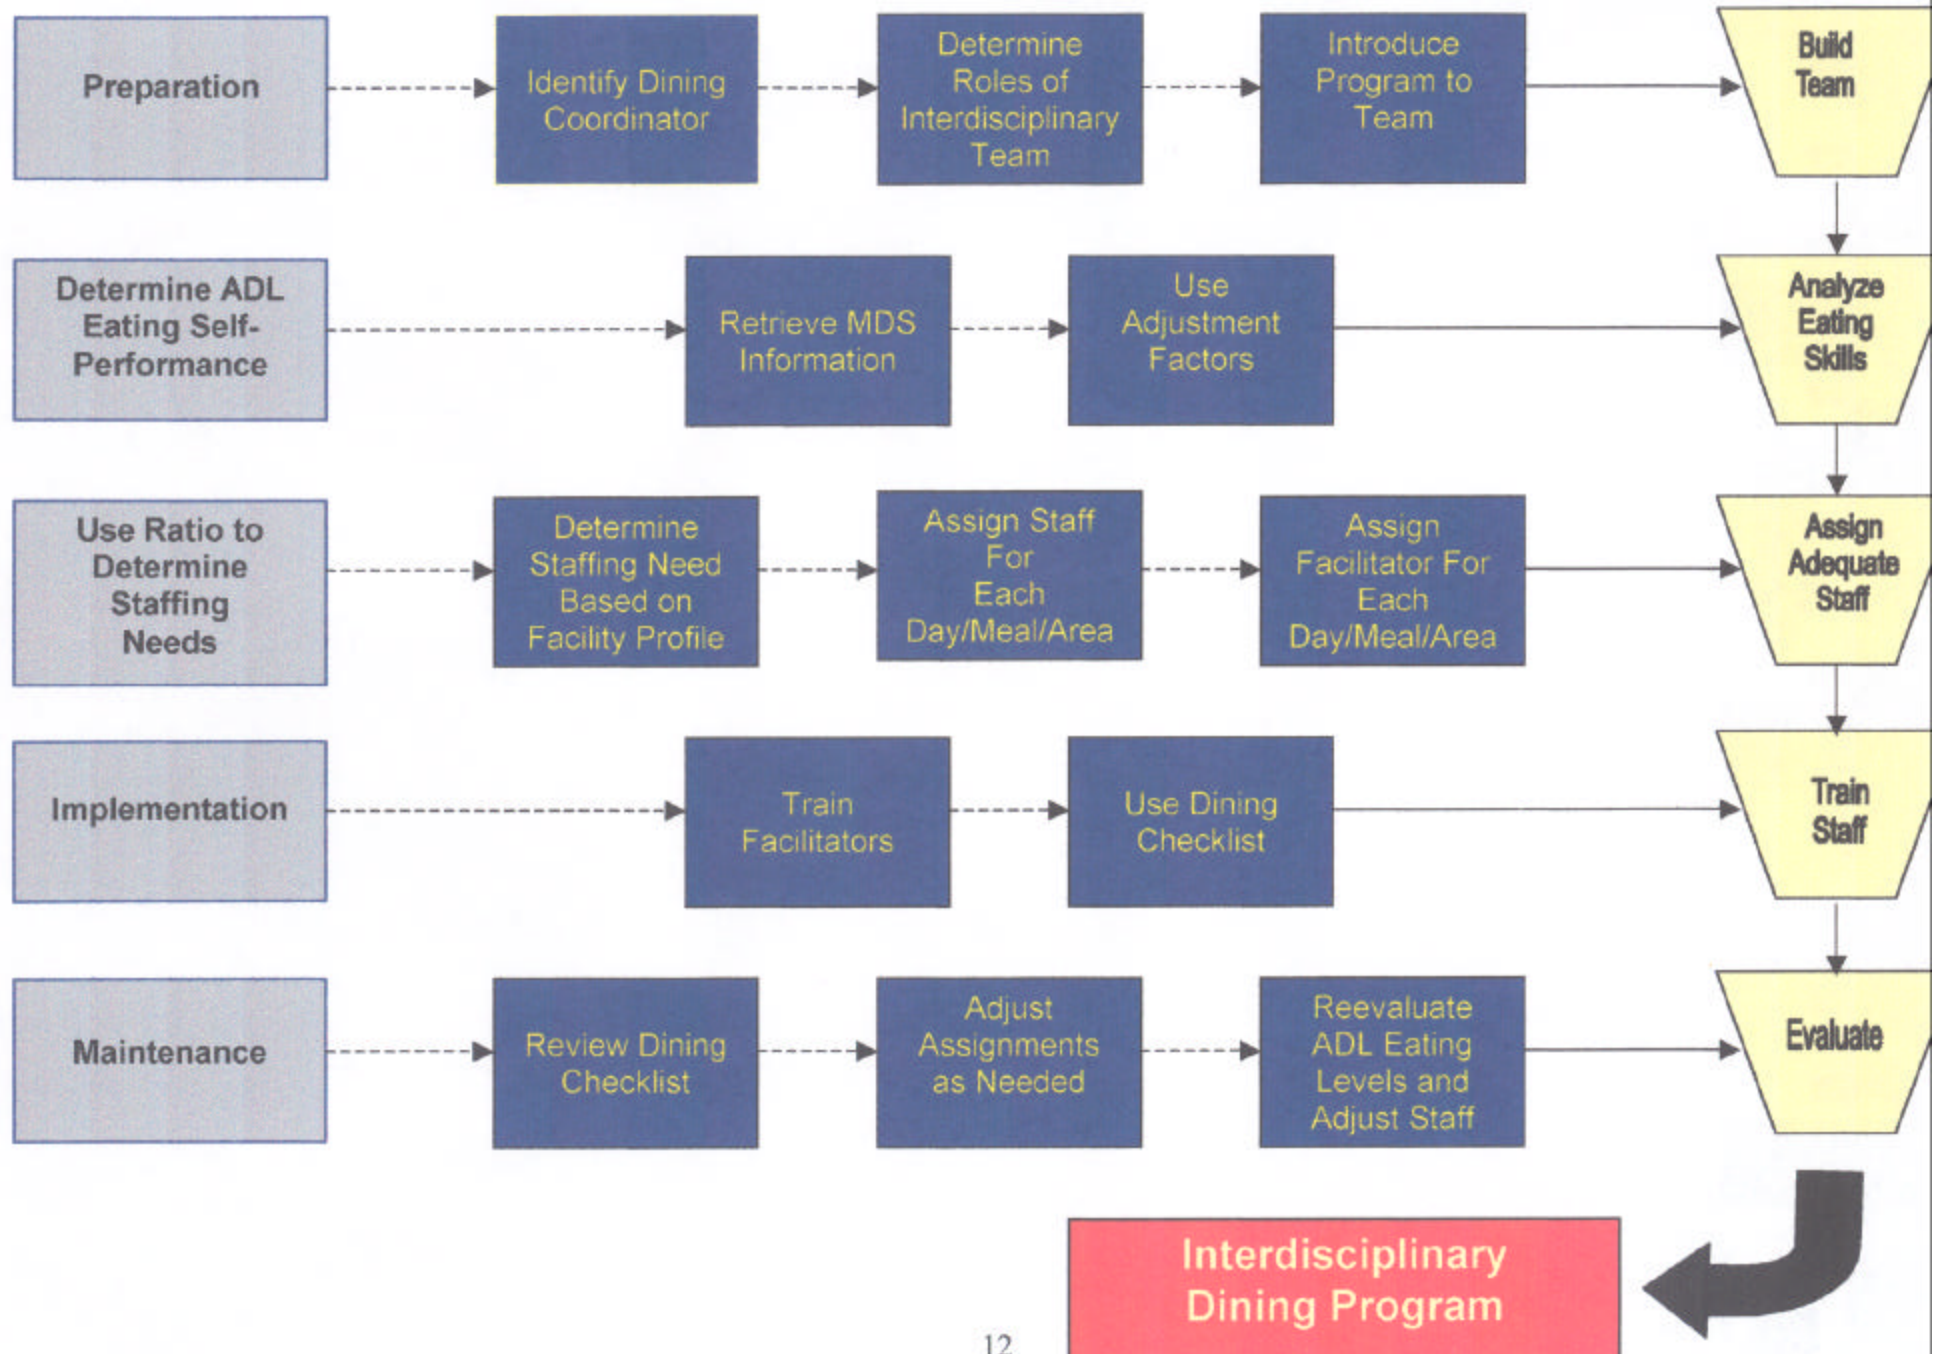 Preparation
Identify Dining
Coordinator
Determine
Roles of
Interdisciplinary
Team
Introduce
Program to
Team
Build
Team
Determine ADL
Eating Self-
Performance
Retrieve MDS
Information
Use
Adjustment
Factors
Analyze
Eating
Skills
Use Ratio to
Determine
Staffing
Needs
Determine
Staffing Need
Based on
Facility Profile
Assign Staff
For
Each
Day/Meal/Area
Assign
Facilitator For
Each
Day/Meal/Area
Assign
Adequate
Staff
Implementation
Train
Facilitators
Use Dining
Checklist
Train
Staff
Maintenance
Review Dining
Checklist
Adjust
Assignments
as Needed
Reevaluate
ADL Eating
Levels and
Adjust Staff
Evaluate
Interdisciplinary
Dining Program
12